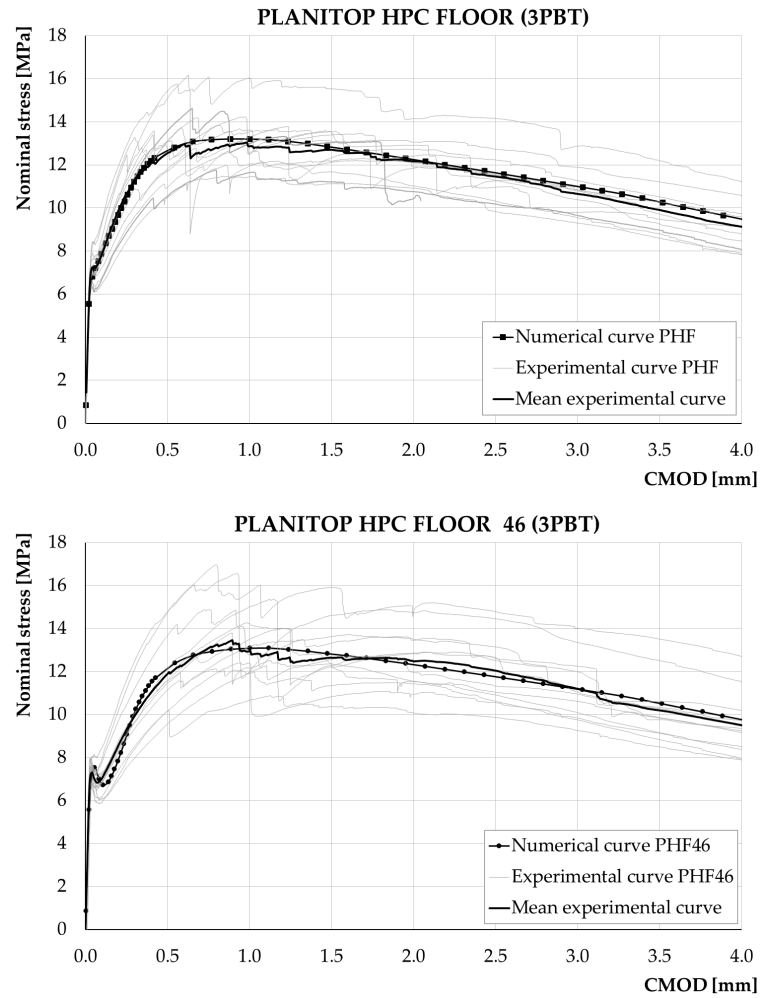 PLANITOP HPC FLOOR (3PBT)
Nominal stress [MPa]
18
16
14
12
10
8
6
4
2
0
Numerical curve PHF
Experimental curve PHF
Mean experimental curve
0.0 0.5 1.0 1.5 2.0 2.5 3.0 3.5 4.0
CMOD [mm]
PLANITOP HPC FLOOR 46 (3PBT)
Nominal stress [MPa]
18
16
14
12
10
8
6
4
2
0
Numerical curve PHF46
Experimental curve PHF46
Mean experimental curve
0.0 0.5 1.0 1.5 2.0 2.5 3.0 3.5 4.0
CMOD [mm]